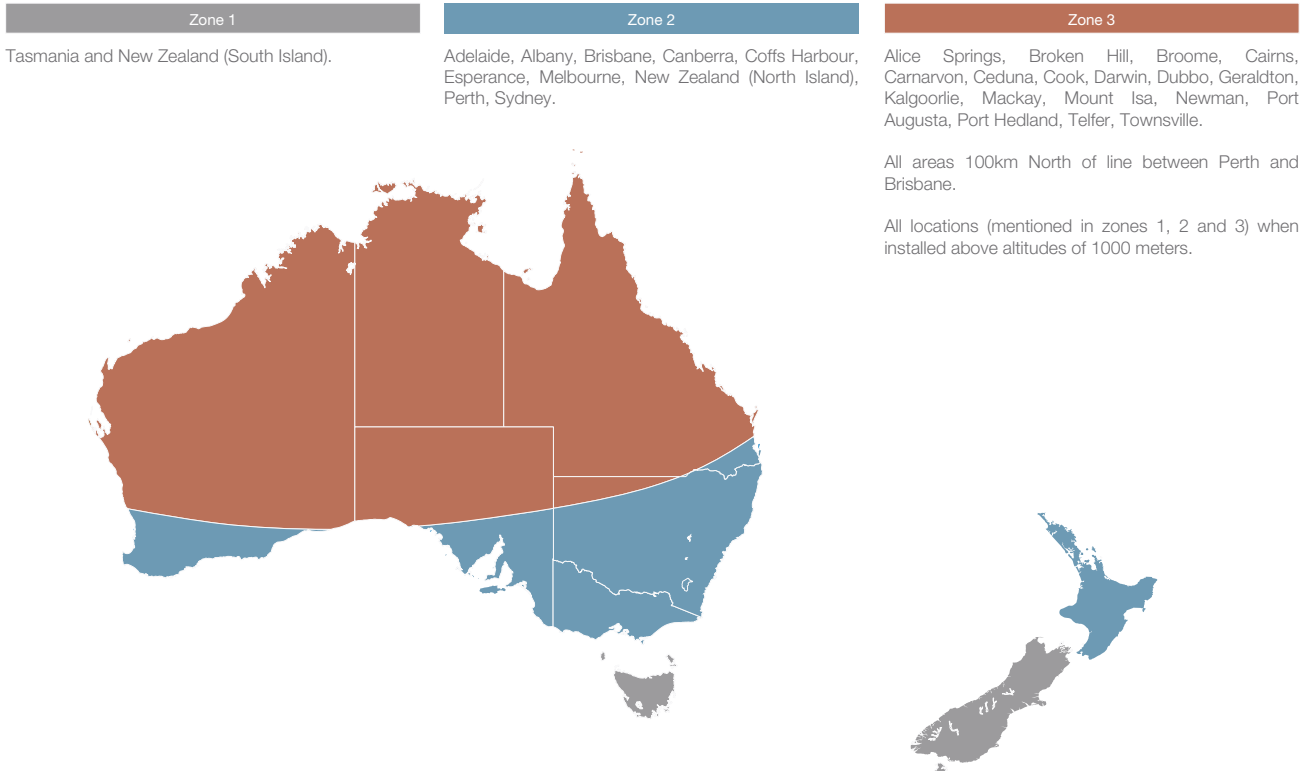 Zone 1
Tasmania and New Zealand (South Island).
Zone 2
Adelaide, Albany, Brisbane, Canberra, Coffs Harbour,
Esperance, Melbourne, New Zealand (North Island),
Perth, Sydney.
Zone 3
Alice Springs, Broken Hill, Broome, Cairns,
Carnarvon, Ceduna, Cook, Darwin, Dubbo, Geraldton,
Kalgoorlie, Mackay, Mount Isa, Newman, Port
Augusta, Port Hedland, Telfer, Townsville.
All areas 100km North of line between Perth and
Brisbane.
All locations (mentioned in zones 1, 2 and 3) when
installed above altitudes of 1000 meters.